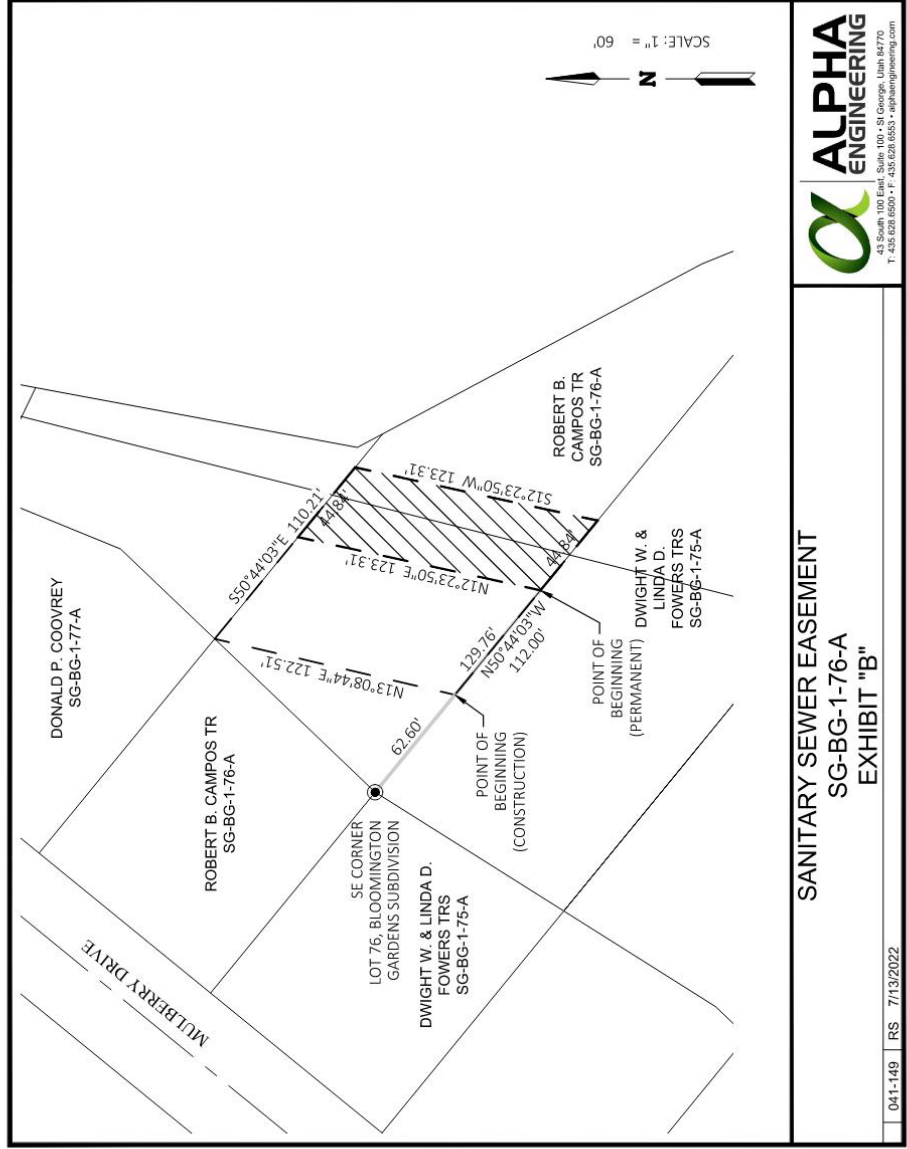 DONALD P. COOVREY
SG-BG-1-77-A
ROBERT B. CAMPOS TR
SG-BG-1-76-A
MULBERRY DRIVE
SE CORNER
LOT 76, BLOOMINGTON
GARDENS SUBDIVISION
DWIGHT W. & LINDA D.
FOWERS TRS
SG-BG-1-75-A
S50°44'03"E 110.21'
44.84'
N13°08'44"E 122.51'
N12°23'50"E 123.31'
S12°23'50"W 123.31'
62.60'
129.76'
N50°44'03"W
112.00'
44.84'
POINT OF
BEGINNING
(CONSTRUCTION)
POINT OF
BEGINNING
(PERMANENT)
DWIGHT W. &
LINDA D.
FOWERS TRS
SG-BG-1-75-A
ROBERT B.
CAMPOS TR
SG-BG-1-76-A
N
SCALE: 1" = 60'
SANITARY SEWER EASEMENT
SG-BG-1-76-A
EXHIBIT "B"
041-149 RS 7/13/2022
α ALPHA
ENGINEERING
43 South 100 East, Suite 100 • St George, Utah 84770
T: 435.628.6500 • F: 435.628.6553 • alphaengineering.com